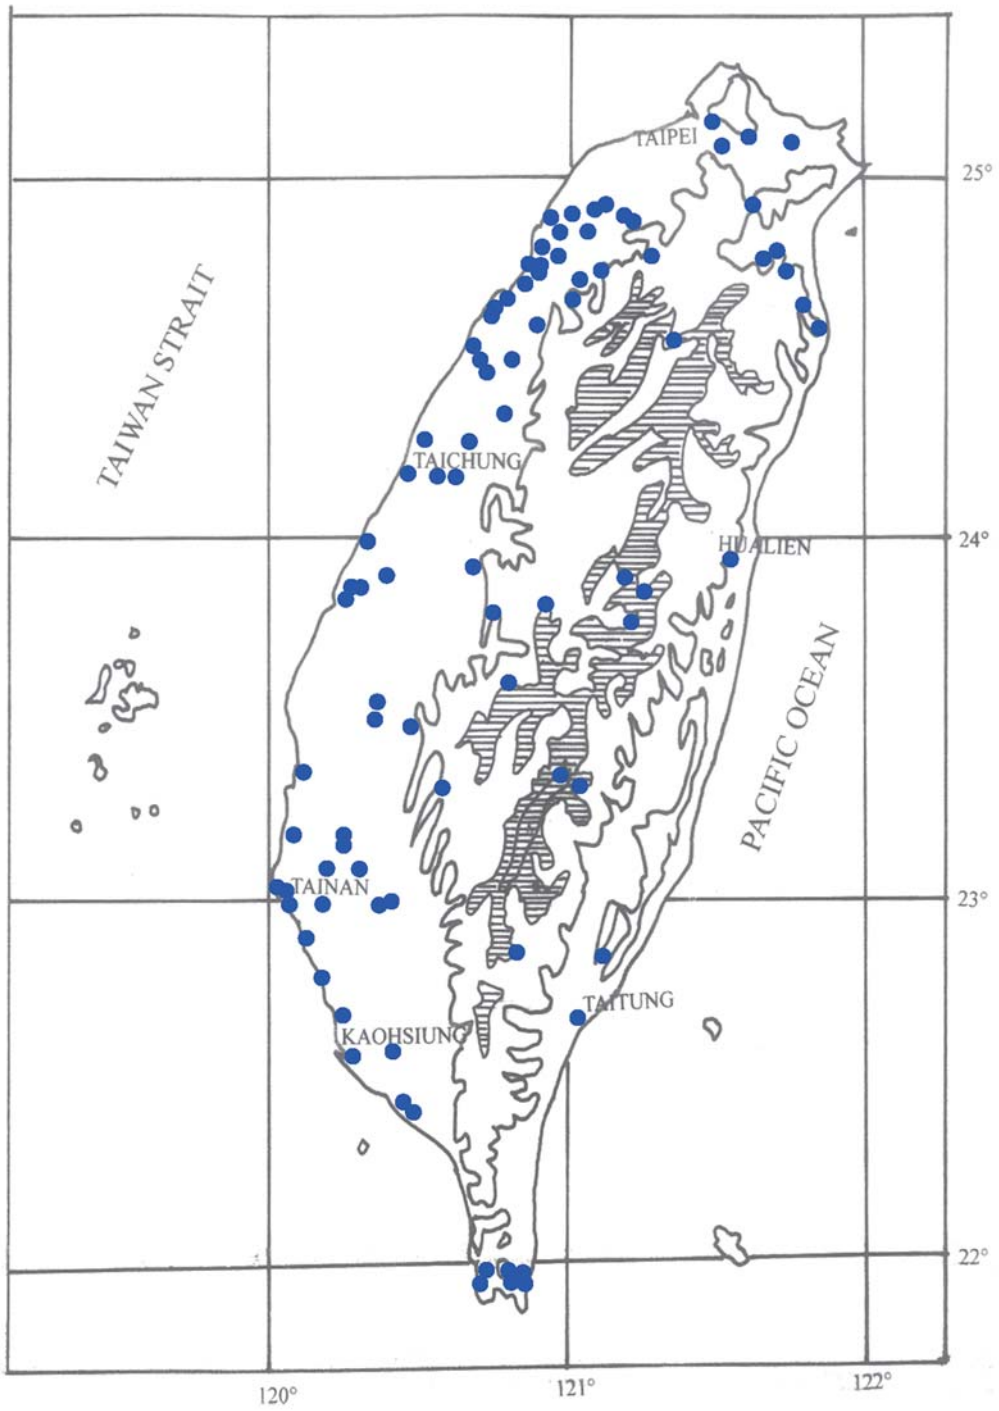 TAIPEI
25°
TAIWAN STRAIT
TAICHUNG
24°
HUALIEN
PACIFIC OCEAN
TAINAN
23°
TAITUNG
KAOHSIUNG
22°
120°
121°
122°